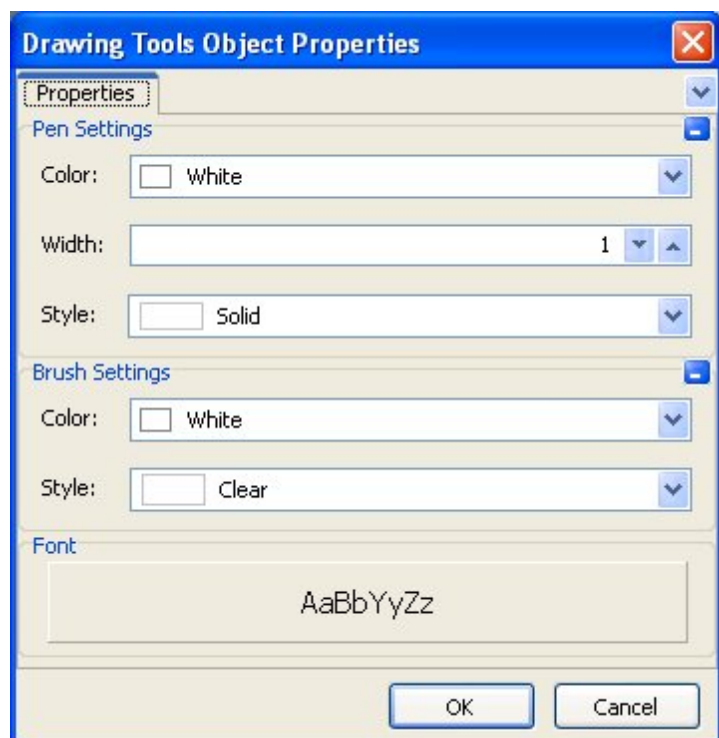 Drawing Tools Object Properties
Properties
Pen Settings
Color: White
Width: 1
Style: Solid
Brush Settings
Color: White
Style: Clear
Font
AaBbYyZz
OK Cancel